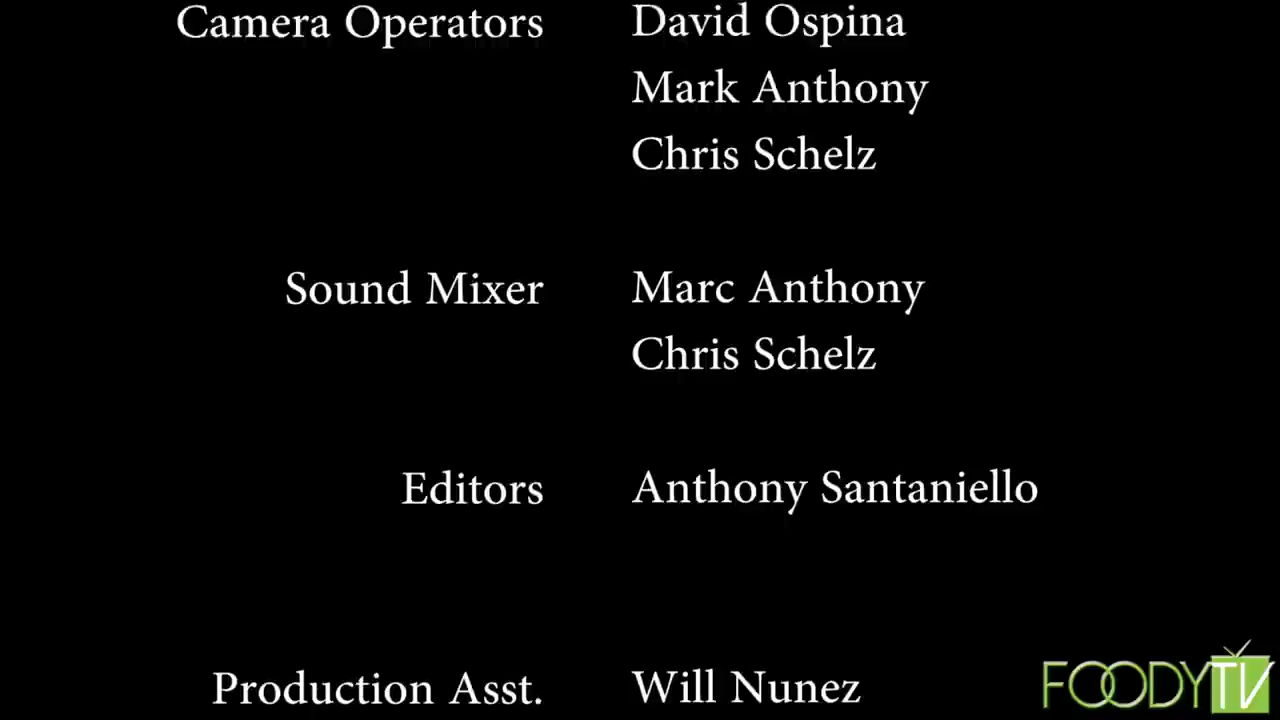 Camera Operators David Ospina
Mark Anthony
Chris Schelz
Sound Mixer Marc Anthony
Chris Schelz
Editors Anthony Santaniello
Production Asst. Will Nunez
FOODYTV